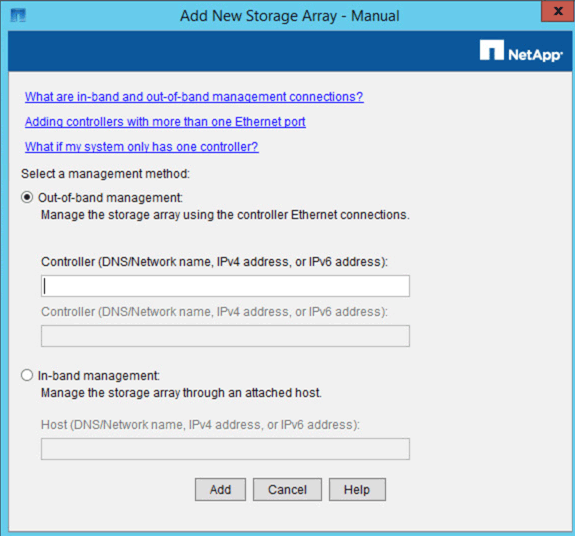 Add New Storage Array - Manual
x
NetApp
What are in-band and out-of-band management connections?
Adding controllers with more than one Ethernet port
What if my system only has one controller?
Select a management method:
Out-of-band management:
Manage the storage array using the controller Ethernet connections.
Controller (DNS/Network name, IPv4 address, or IPv6 address):
Controller (DNS/Network name, IPv4 address, or IPv6 address):
In-band management:
Manage the storage array through an attached host.
Host (DNS/Network name, IPv4 address, or IPv6 address):
Add Cancel Help